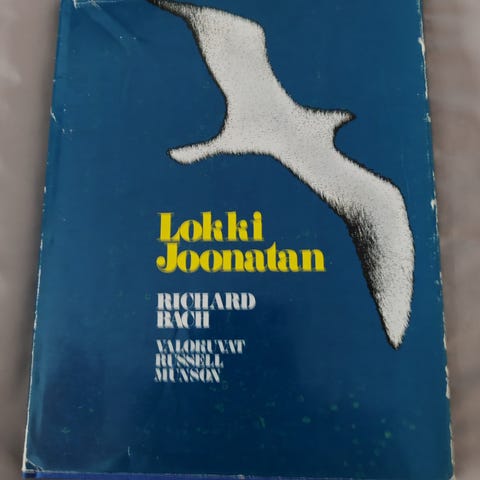 Lokki
Joonatan
RICHARD
BACH
VALOKUVAT
RUSSELL
MUNSON